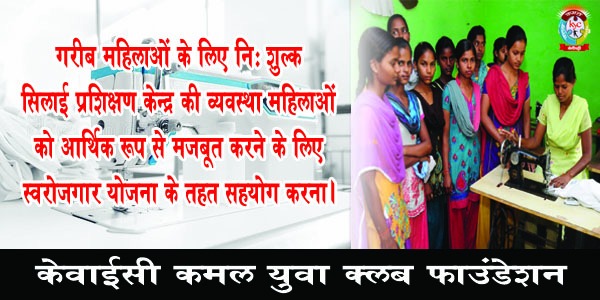 गरीब महिलाओं के लिए निः शुल्क
सिलाई प्रशिक्षण केन्द्र की व्यवस्था महिलाओं
को आर्थिक रूप से मजबूत करने के लिए
स्वरोजगार योजना के तहत सहयोग करना।
kyc
केवाईसी कमल युवा क्लब फाउंडेशन